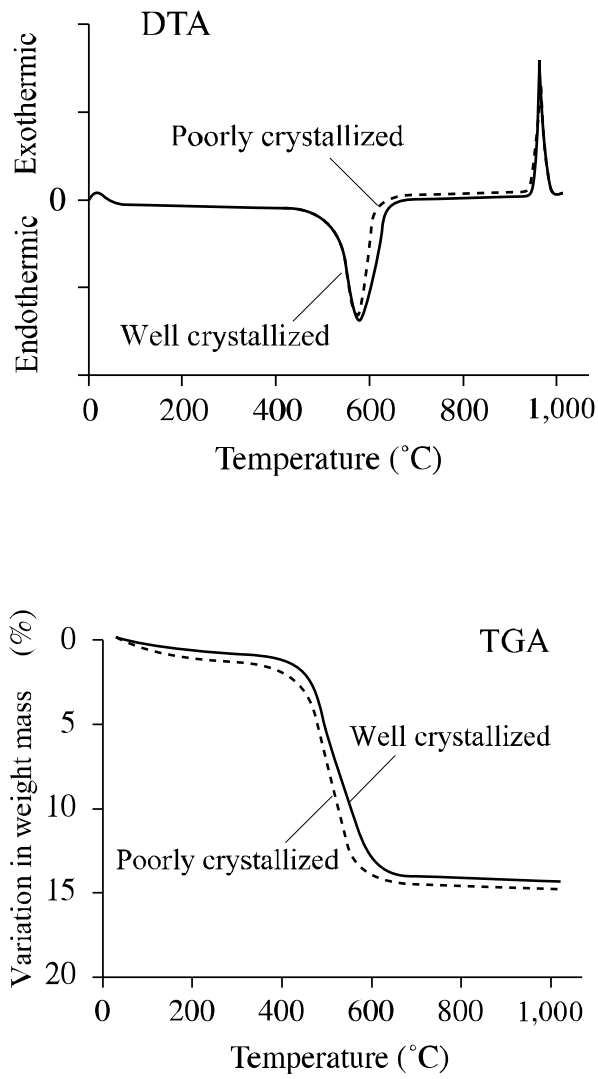 DTA
Exothermic
Endothermic
0
Poorly crystallized
Well crystallized
0
200
400
600
800
1,000
Temperature (˚C)
TGA
Variation in weight mass (%)
0
5
10
15
20
Well crystallized
Poorly crystallized
0
200
400
600
800
1,000
Temperature (˚C)